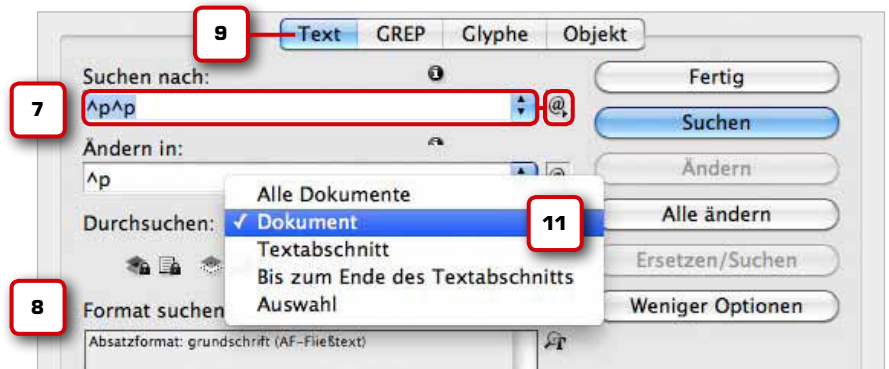 9
Text GREP Glyphe Objekt
Suchen nach:
Fertig
7
^p^p
@
Suchen
Ändern in:
Ändern
^p
@
Alle Dokumente
Durchsuchen:
✓ Dokument
11
Alle ändern
Textabschnitt
Bis zum Ende des Textabschnitts
Ersetzen/Suchen
8
Format suchen
Auswahl
Weniger Optionen
Absatzformat: grundschrift (AF-Fließtext)